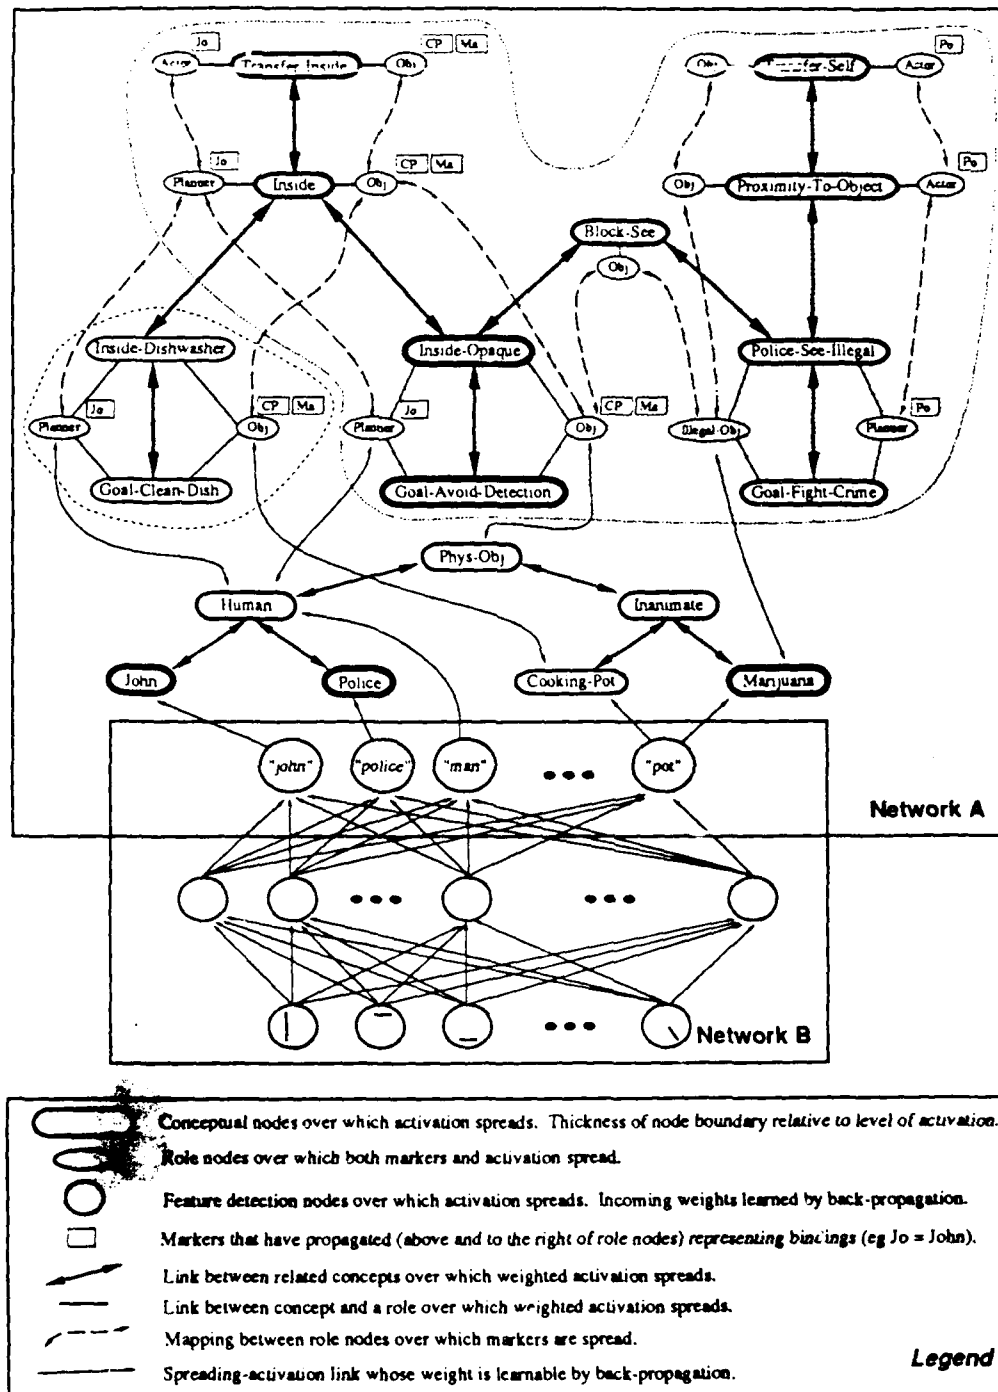 Jo CP Ma Po
Actor Transfer-Inside Obj Obj Transfer-Self Actor
Jo CP Ma Po
Planner Inside Obj Obj Proximity-To-Object Actor
Block-See
Obj
Inside-Dishwasher Inside-Opaque Police-See-Illegal
Jo CP Ma Jo CP Ma Po
Planner Obj Planner Obj Illegal-Obj Planner
Goal-Clean-Dish Goal-Avoid-Detection Goal-Fight-Crime
Phys-Obj
Human Inanimate
John Police Cooking-Pot Marijuana
"john" "police" "man" "pot"
Network A
Network B
Conceptual nodes over which activation spreads. Thickness of node boundary relative to level of activation.
Role nodes over which both markers and activation spread.
Feature detection nodes over which activation spreads. Incoming weights learned by back-propagation.
Markers that have propagated (above and to the right of role nodes) representing bindings (eg Jo = John).
Link between related concepts over which weighted activation spreads.
Link between concept and a role over which weighted activation spreads.
Mapping between role nodes over which markers are spread.
Spreading-activation link whose weight is learnable by back-propagation.
Legend